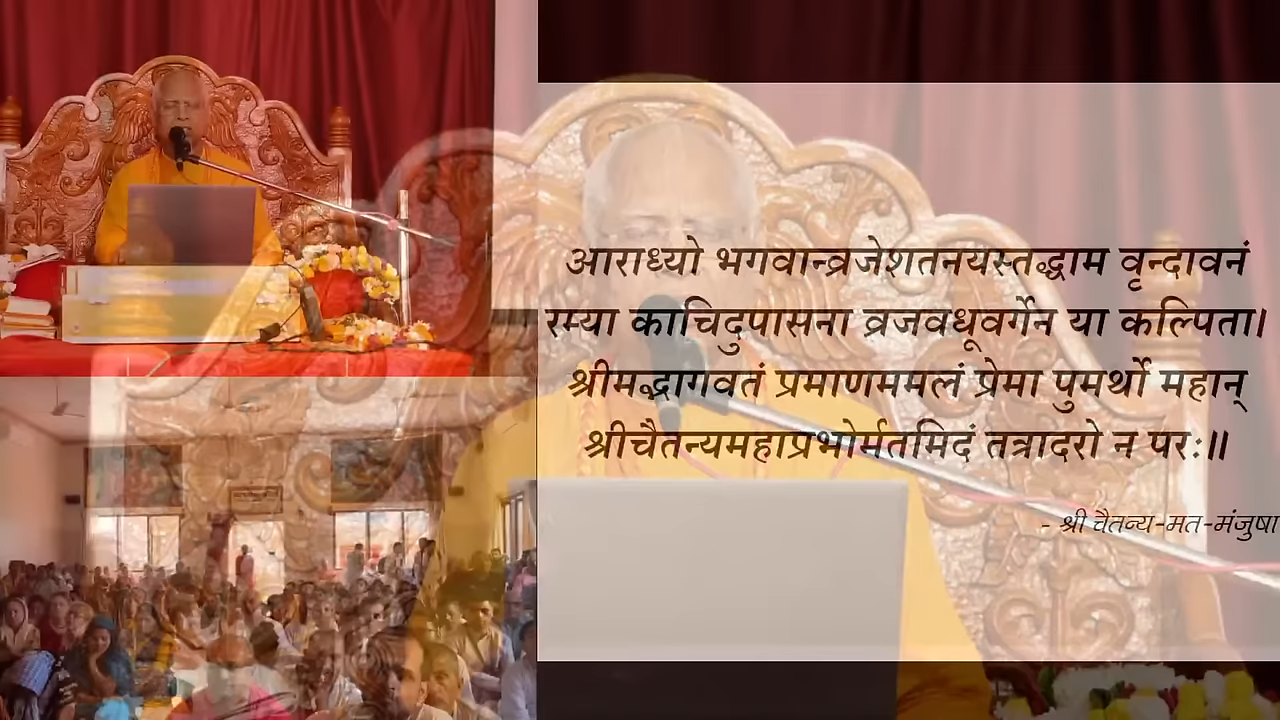 आराध्यो भगवान्व्रजेशतनयस्तद्धाम वृन्दावनं
रम्या काचिदुपासना व्रजवधूवर्गेन या कल्पिता।
श्रीमद्भागवतं प्रमाणममलं प्रेमा पुमर्थो महान्
श्रीचैतन्यमहाप्रभोर्मतमिदं तत्रादरो न परः॥
- श्री चैतन्य-मत-मंजुषा